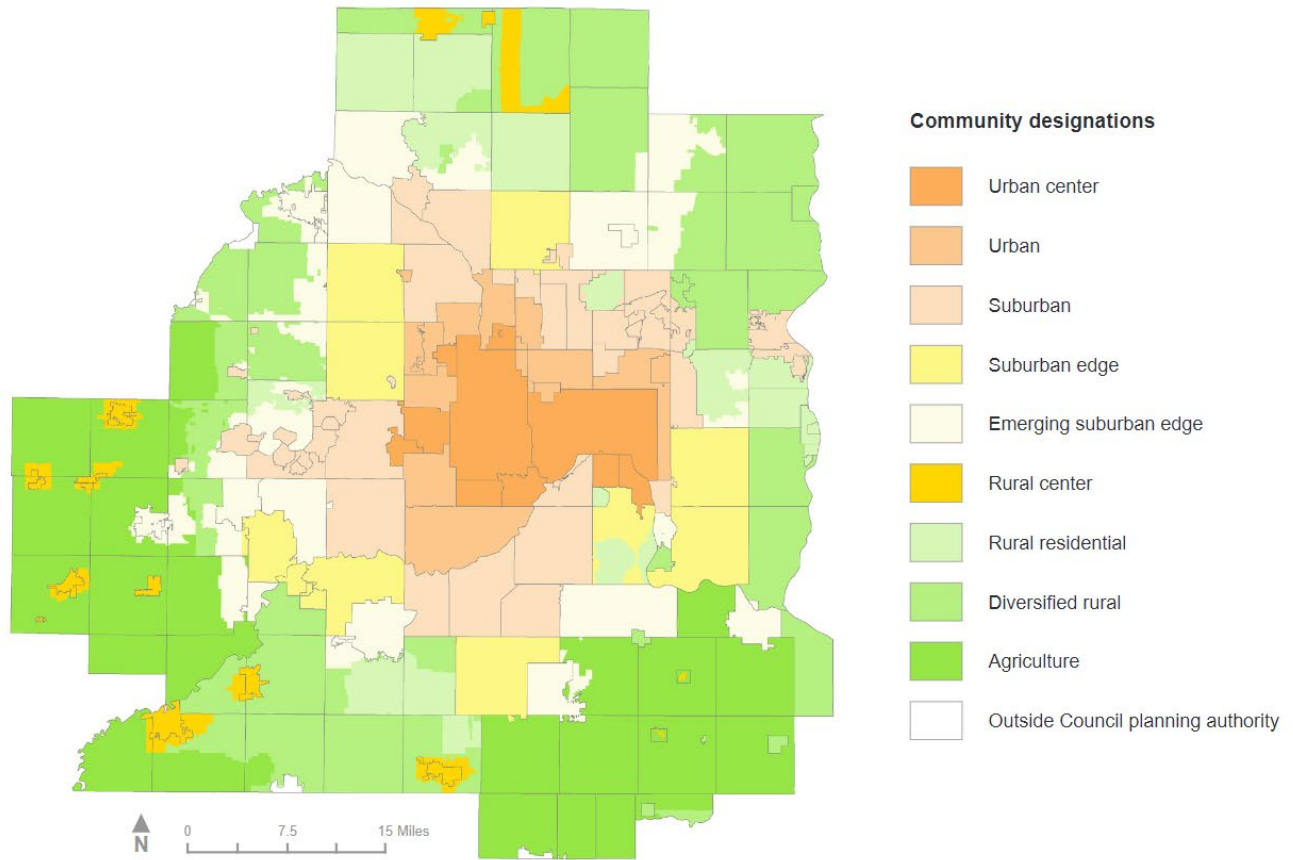 Community designations
Urban center
Urban
Suburban
Suburban edge
Emerging suburban edge
Rural center
Rural residential
Diversified rural
Agriculture
Outside Council planning authority
N
0 7.5 15 Miles